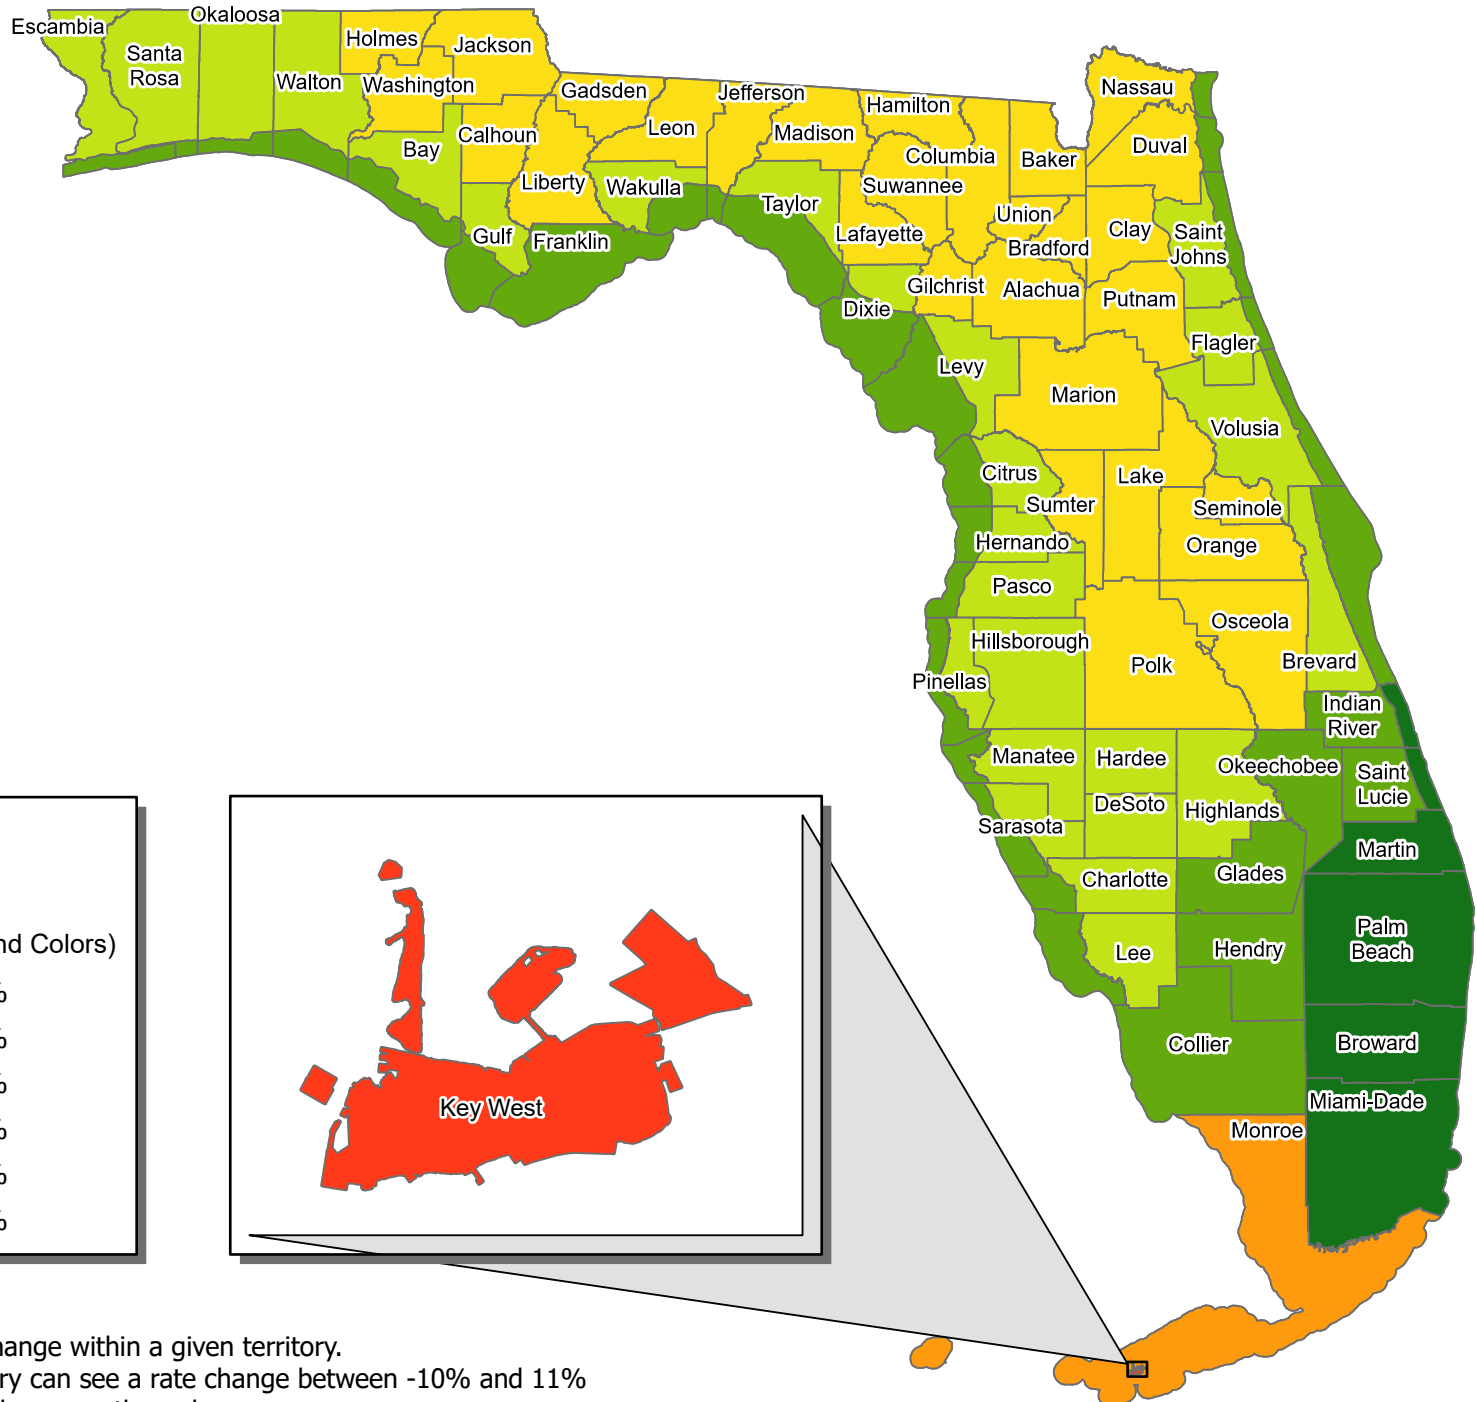 Escambia
Okaloosa
Santa
Rosa
Walton
Holmes
Jackson
Washington
Bay
Calhoun
Gadsden
Leon
Liberty
Gulf
Franklin
Wakulla
Jefferson
Madison
Taylor
Hamilton
Columbia
Suwannee
Lafayette
Dixie
Baker
Nassau
Duval
Union
Bradford
Clay
Saint
Johns
Gilchrist
Alachua
Putnam
Flagler
Levy
Marion
Volusia
Citrus
Sumter
Lake
Seminole
Hernando
Orange
Pasco
Hillsborough
Osceola
Polk
Brevard
Pinellas
Indian
River
Manatee
Hardee
Okeechobee
Saint
Lucie
DeSoto
Highlands
Sarasota
Martin
Charlotte
Glades
Palm
Beach
Lee
Hendry
Collier
Broward
Miami-Dade
Monroe
Key West
nd Colors)
%
%
%
%
%
%
hange within a given territory.
ry can see a rate change between -10% and 11%